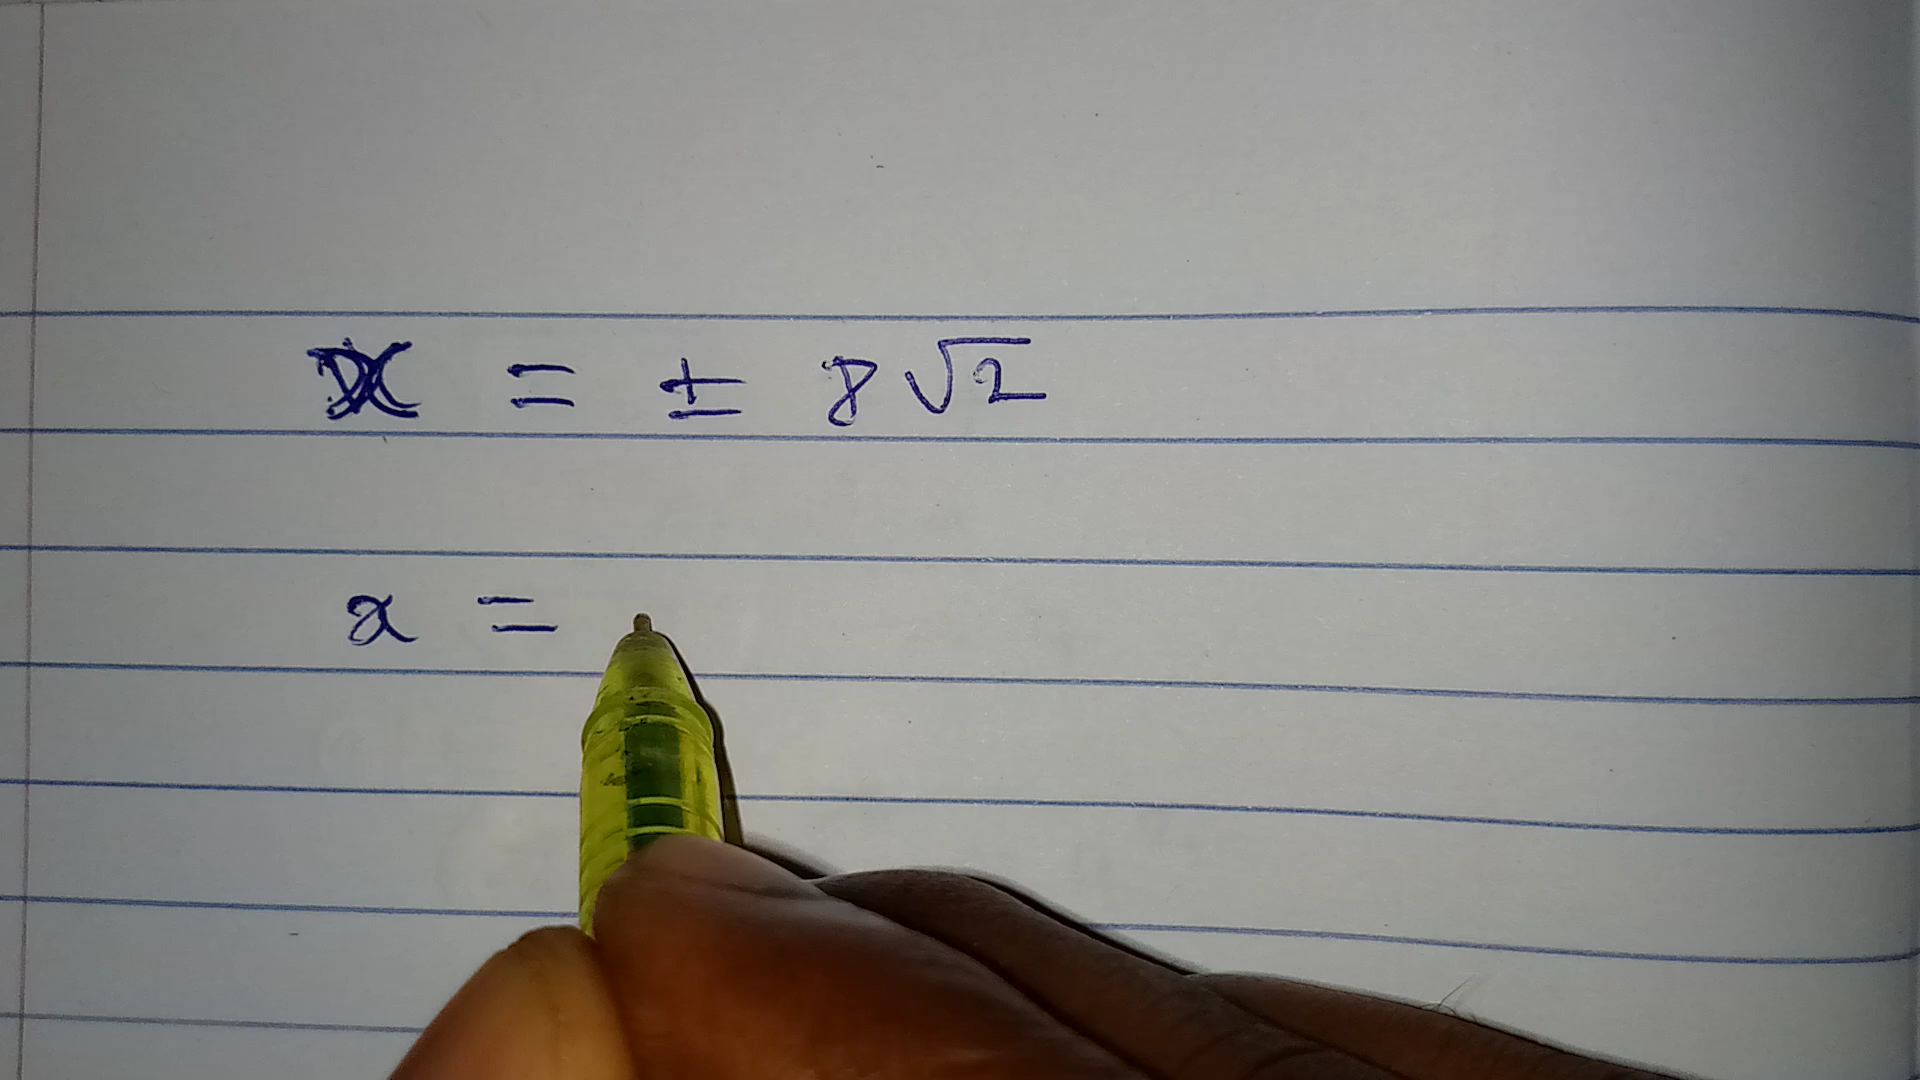 x = ± 8√2
x =